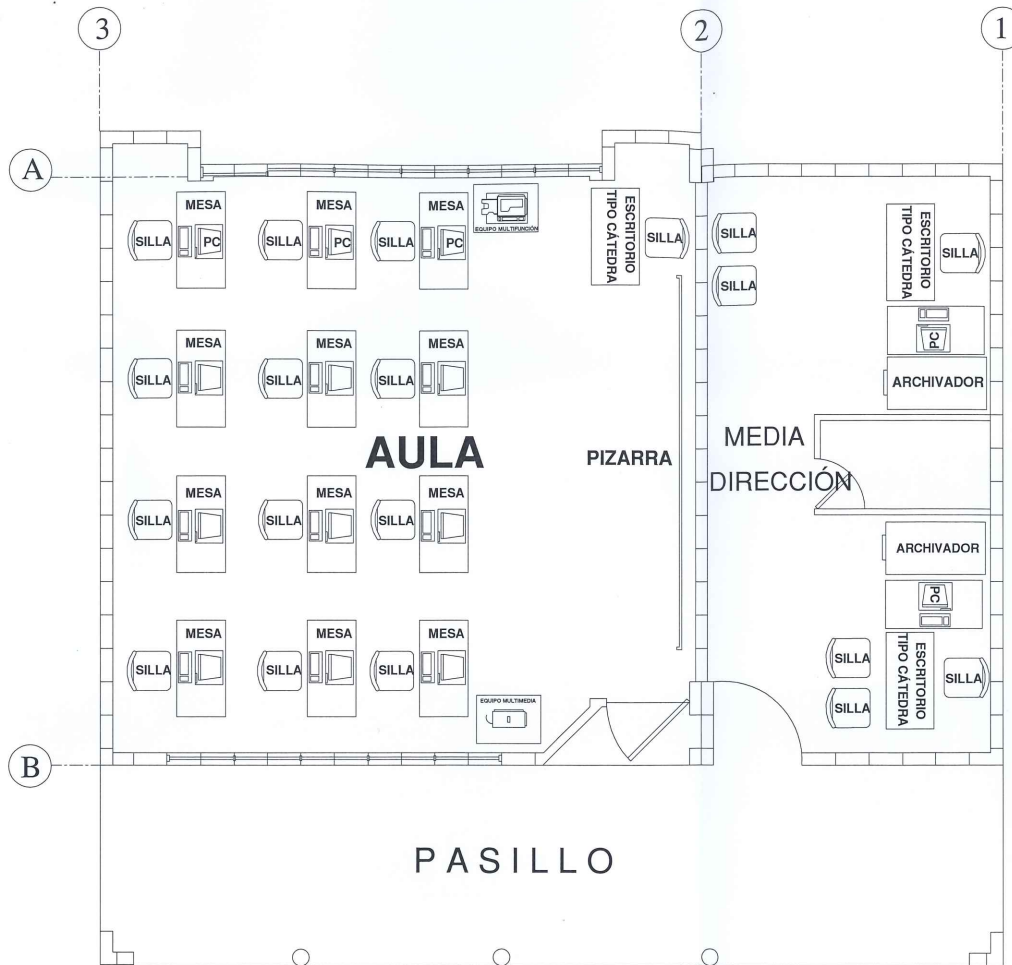 3
2
1
A
MESA
MESA
MESA
EQUIPO MULTIFUNCIÓN
ESCRITORIO
TIPO CÁTEDRA
ESCRITORIO
TIPO CÁTEDRA
SILLA
PC
SILLA
PC
SILLA
PC
SILLA
SILLA
SILLA
SILLA
PC
MESA
MESA
MESA
SILLA
SILLA
SILLA
ARCHIVADOR
AULA
PIZARRA
MEDIA
DIRECCIÓN
MESA
MESA
MESA
SILLA
SILLA
SILLA
ARCHIVADOR
PC
MESA
MESA
MESA
SILLA
SILLA
SILLA
SILLA
SILLA
ESCRITORIO
TIPO CÁTEDRA
SILLA
EQUIPO MULTIMEDIA
B
PASILLO